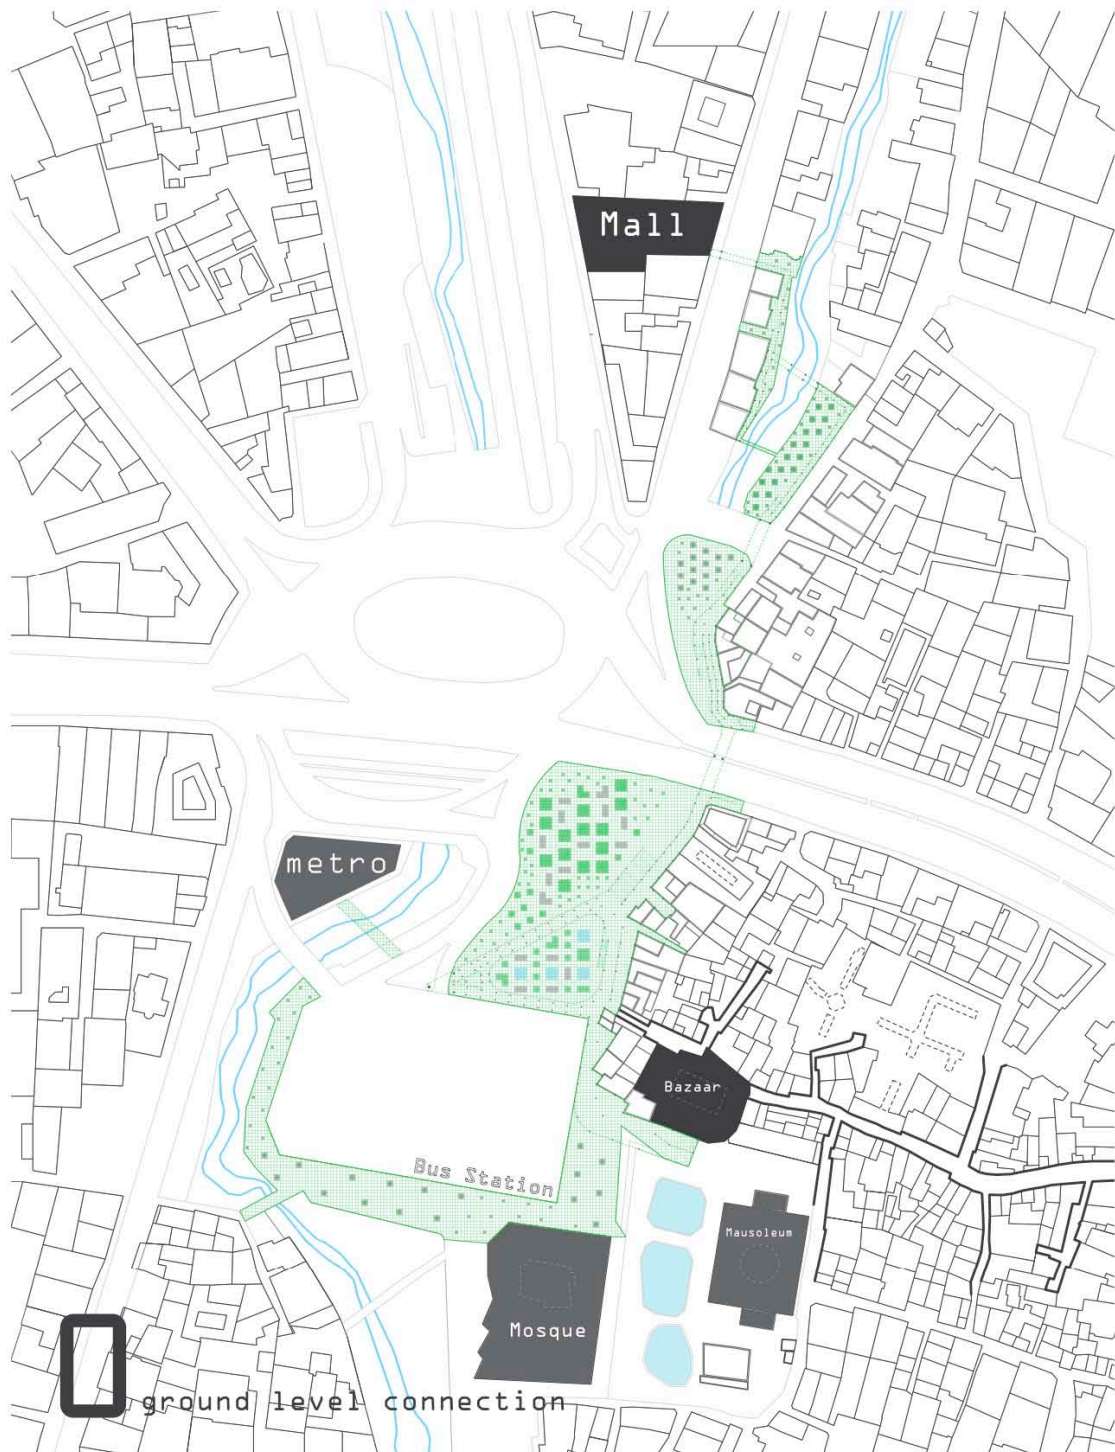 Mall
metro
Bazaar
Bus Station
Mausoleum
Mosque
ground level connection